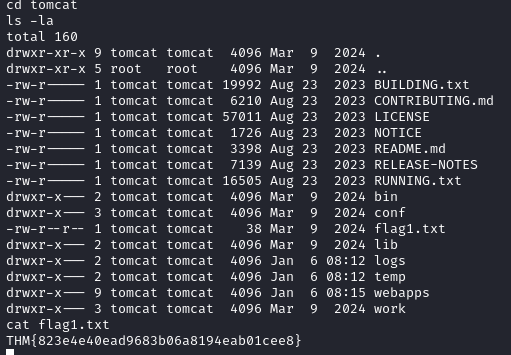 cd tomcat
ls -la
total 160
drwxr-xr-x 9 tomcat tomcat  4096 Mar  9  2024 .
drwxr-xr-x 5 root   root    4096 Mar  9  2024 ..
-rw-r----- 1 tomcat tomcat 19992 Aug 23  2023 BUILDING.txt
-rw-r----- 1 tomcat tomcat  6210 Aug 23  2023 CONTRIBUTING.md
-rw-r----- 1 tomcat tomcat 57011 Aug 23  2023 LICENSE
-rw-r----- 1 tomcat tomcat  1726 Aug 23  2023 NOTICE
-rw-r----- 1 tomcat tomcat  3398 Aug 23  2023 README.md
-rw-r----- 1 tomcat tomcat  7139 Aug 23  2023 RELEASE-NOTES
-rw-r----- 1 tomcat tomcat 16505 Aug 23  2023 RUNNING.txt
drwxr-x--- 2 tomcat tomcat  4096 Mar  9  2024 bin
drwxr-x--- 3 tomcat tomcat  4096 Mar  9  2024 conf
-rw-r--r-- 1 tomcat tomcat    38 Mar  9  2024 flag1.txt
drwxr-x--- 2 tomcat tomcat  4096 Mar  9  2024 lib
drwxr-x--- 2 tomcat tomcat  4096 Jan  6 08:12 logs
drwxr-x--- 2 tomcat tomcat  4096 Jan  6 08:12 temp
drwxr-x--- 9 tomcat tomcat  4096 Jan  6 08:15 webapps
drwxr-x--- 3 tomcat tomcat  4096 Mar  9  2024 work
cat flag1.txt
THM{823e4e40ead9683b06a8194eab01cee8}